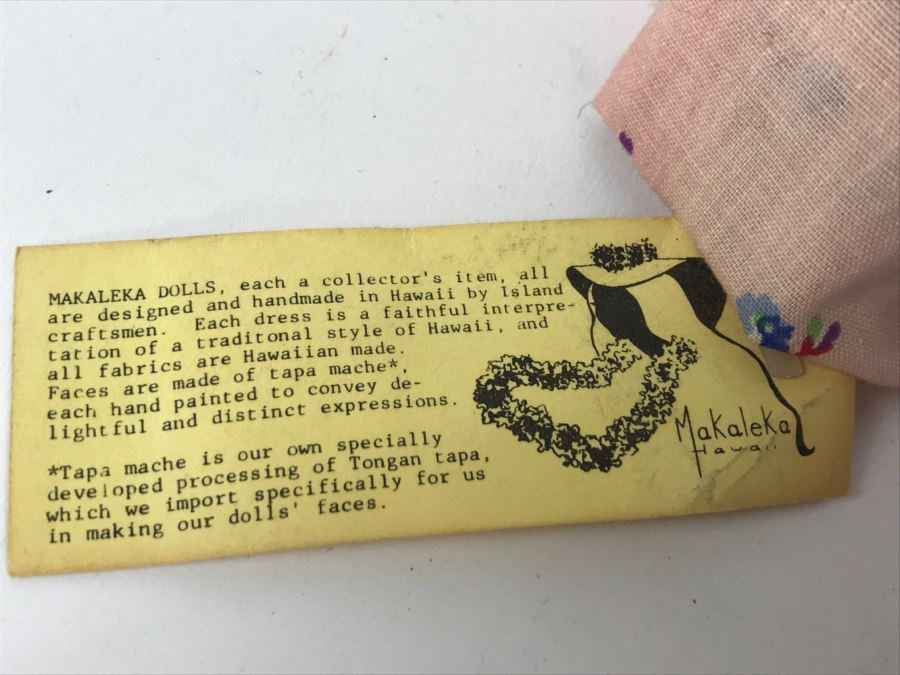 MAKALEKA DOLLS, each a collector's item, all
are designed and handmade in Hawaii by Island
craftsmen. Each dress is a faithful interpre-
tation of a traditonal style of Hawaii, and
all fabrics are Hawaiian made.
Faces are made of tapa mache*,
each hand painted to convey de-
lightful and distinct expressions.
*Tapa mache is our own specially
developed processing of Tongan tapa,
which we import specifically for us
in making our dolls' faces.
Makaleka
Hawaii